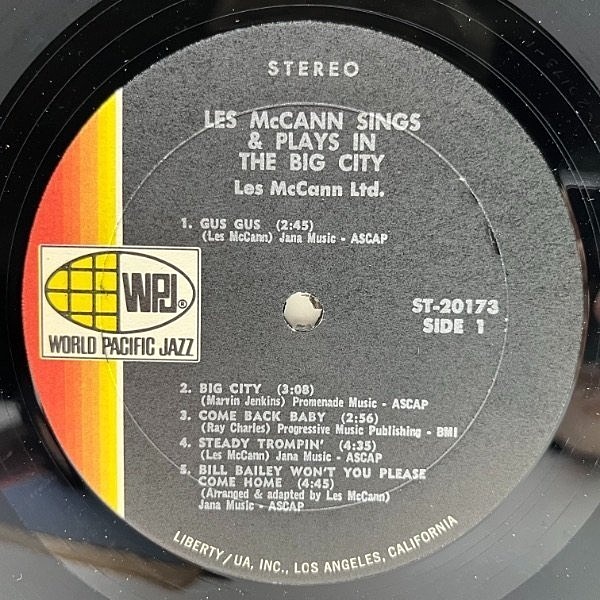 STEREO
LES McCANN SINGS
& PLAYS IN
THE BIG CITY
Les McCann Ltd.
1. GUS GUS (2:45)
(Les McCann) Jana Music - ASCAP
WPJ®
WORLD PACIFIC JAZZ
ST-20173
SIDE 1
2. BIG CITY (3:08)
(Marvin Jenkins) Promenade Music - ASCAP
3. COME BACK BABY (2:56)
(Ray Charles) Progressive Music Publishing - BMI
4. STEADY TROMPIN' (4:35)
(Les McCann) Jana Music - ASCAP
5. BILL BAILEY WON'T YOU PLEASE
COME HOME (4:45)
(Arranged & adapted by Les McCann)
Jana Music - ASCAP
LIBERTY/UA, INC., LOS ANGELES, CALIFORNIA